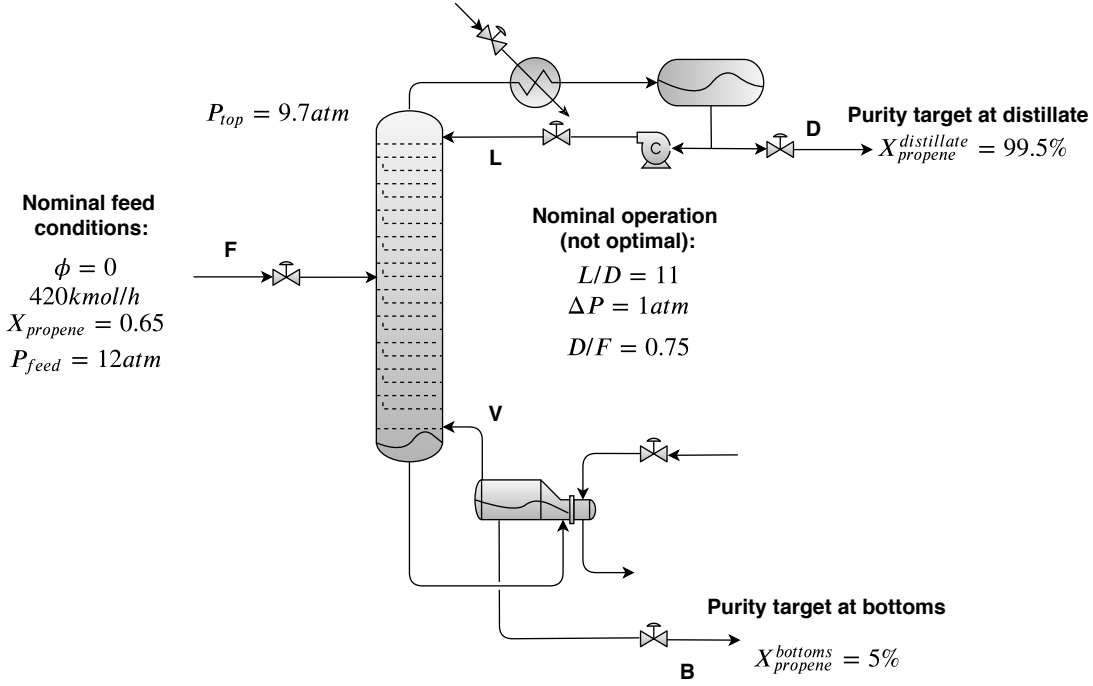 P_top = 9.7atm
Purity target at distillate
D
X_propene^distillate = 99.5%
C
L
Nominal feed
conditions:
ϕ = 0
420kmol/h
X_propene = 0.65
P_feed = 12atm
F
Nominal operation
(not optimal):
L/D = 11
ΔP = 1atm
D/F = 0.75
V
Purity target at bottoms
X_propene^bottoms = 5%
B